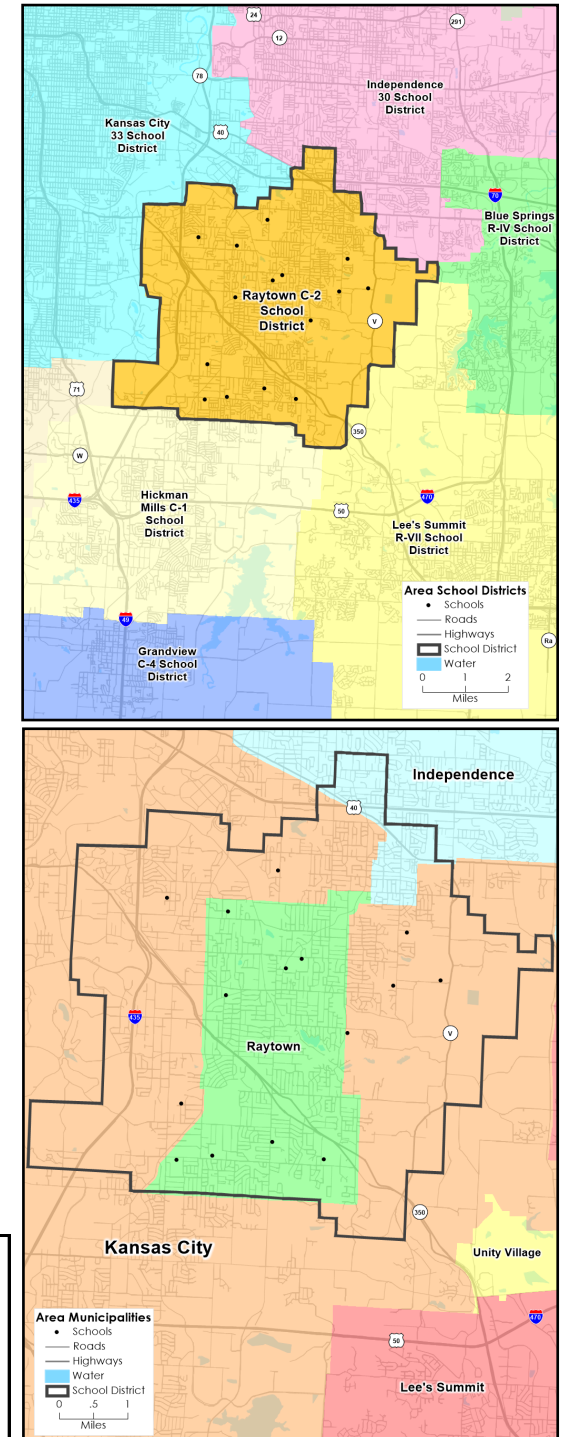 24
291
12
78
Independence
30 School
District
Kansas City
33 School
District
40
70
Blue Springs
R-IV School
District
Raytown C-2
School
District
V
71
350
W
435
Hickman
Mills C-1
School
District
470
50
Lee's Summit
R-VII School
District
Area School Districts
Schools
Roads
Highways
School District
Water
0 1 2
Miles
49
Ra
Grandview
C-4 School
District
Independence
40
435
V
Raytown
350
Kansas City
Unity Village
470
50
Lee's Summit
Area Municipalities
Schools
Roads
Highways
Water
School District
0 .5 1
Miles